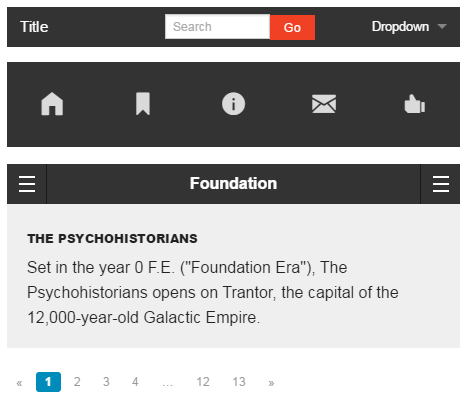 Title Search Go Dropdown
Foundation
THE PSYCHOHISTORIANS
Set in the year 0 F.E. ("Foundation Era"), The
Psychohistorians opens on Trantor, the capital of the
12,000-year-old Galactic Empire.
« 1 2 3 4 ... 12 13 »